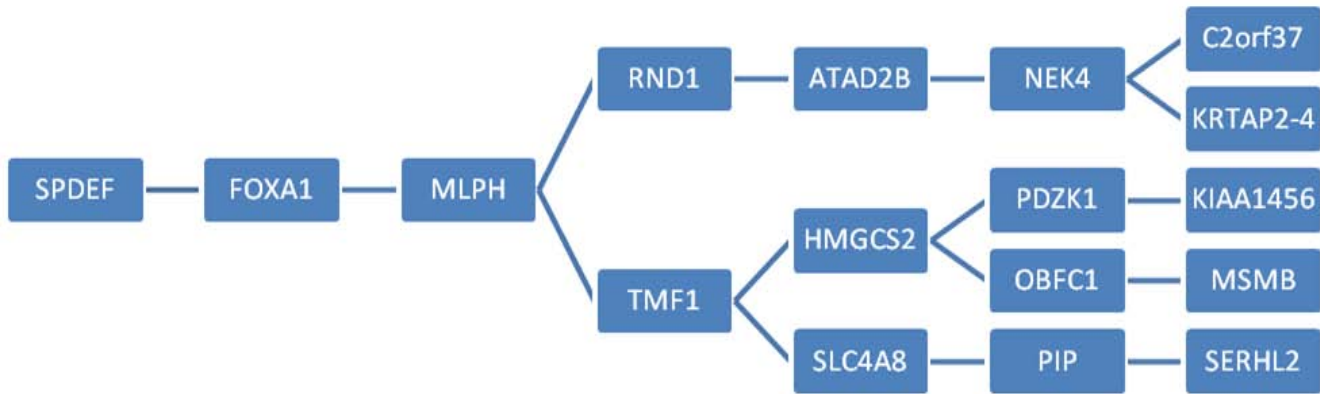 SPDEF
FOXA1
MLPH
RND1
ATAD2B
NEK4
C2orf37
KRTAP2-4
TMF1
HMGCS2
PDZK1
KIAA1456
OBFC1
MSMB
SLC4A8
PIP
SERHL2